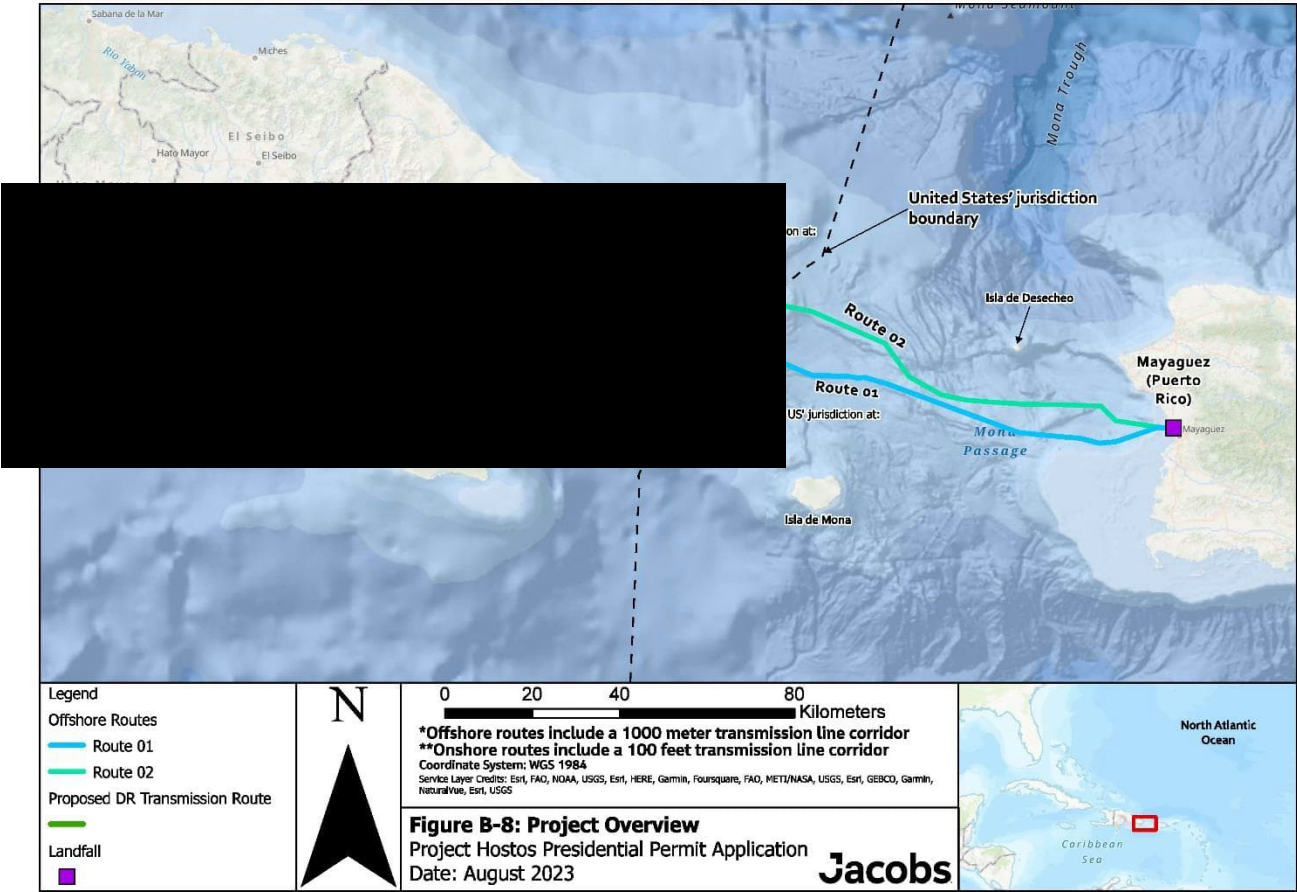 Sabana de la Mar
Mona Seamount
Miches
Rio Yabon
Mona Trough
El Seibo
Hato Mayor
El Seibo
United States' jurisdiction
boundary
on at:
Isla de Desecheo
Route 02
Mayaguez
(Puerto
Rico)
Route 01
US' jurisdiction at:
Mayaguez
Mona
Passage
Isla de Mona
Legend
Offshore Routes
Route 01
Route 02
Proposed DR Transmission Route
Landfall
N
0 20 40 80
Kilometers
*Offshore routes include a 1000 meter transmission line corridor
**Onshore routes include a 100 feet transmission line corridor
Coordinate System: WGS 1984
Service Layer Credits: Esri, FAO, NOAA, USGS, Esri, HERE, Garmin, Foursquare, FAO, METI/NASA, USGS, Esri, GEBCO, Garmin,
NaturalVue, Esri, USGS
Figure B-8: Project Overview
Project Hostos Presidential Permit Application
Date: August 2023
Jacobs
North Atlantic
Ocean
Caribbean
Sea